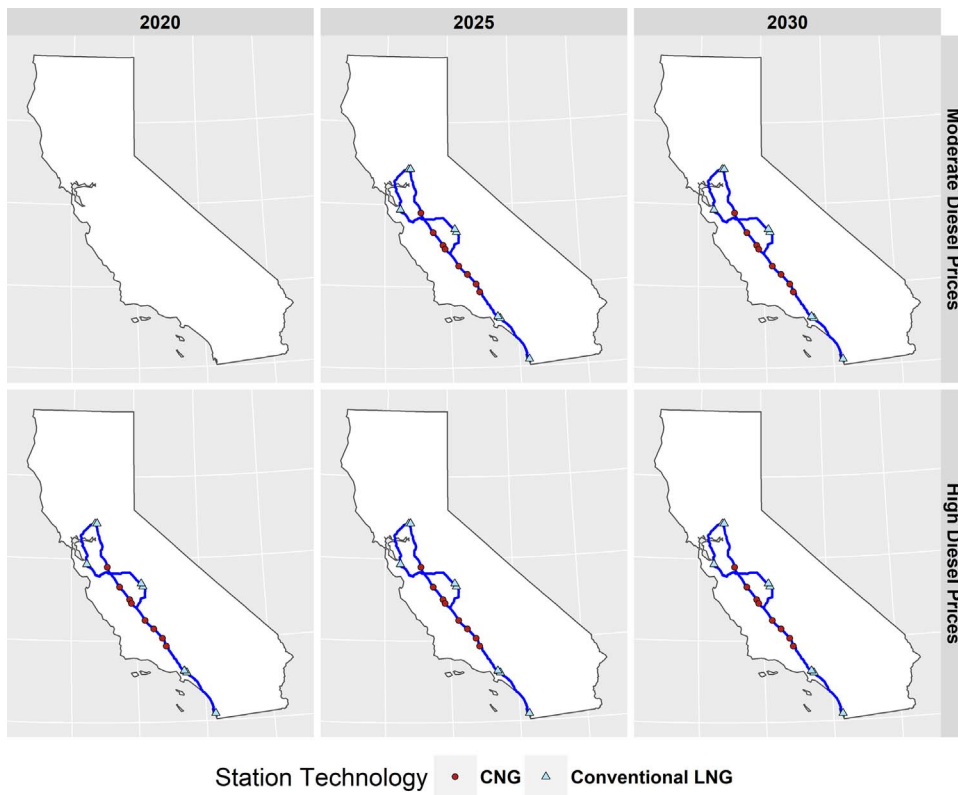 2020 2025 2030
Moderate Diesel Prices
High Diesel Prices
Station Technology CNG Conventional LNG